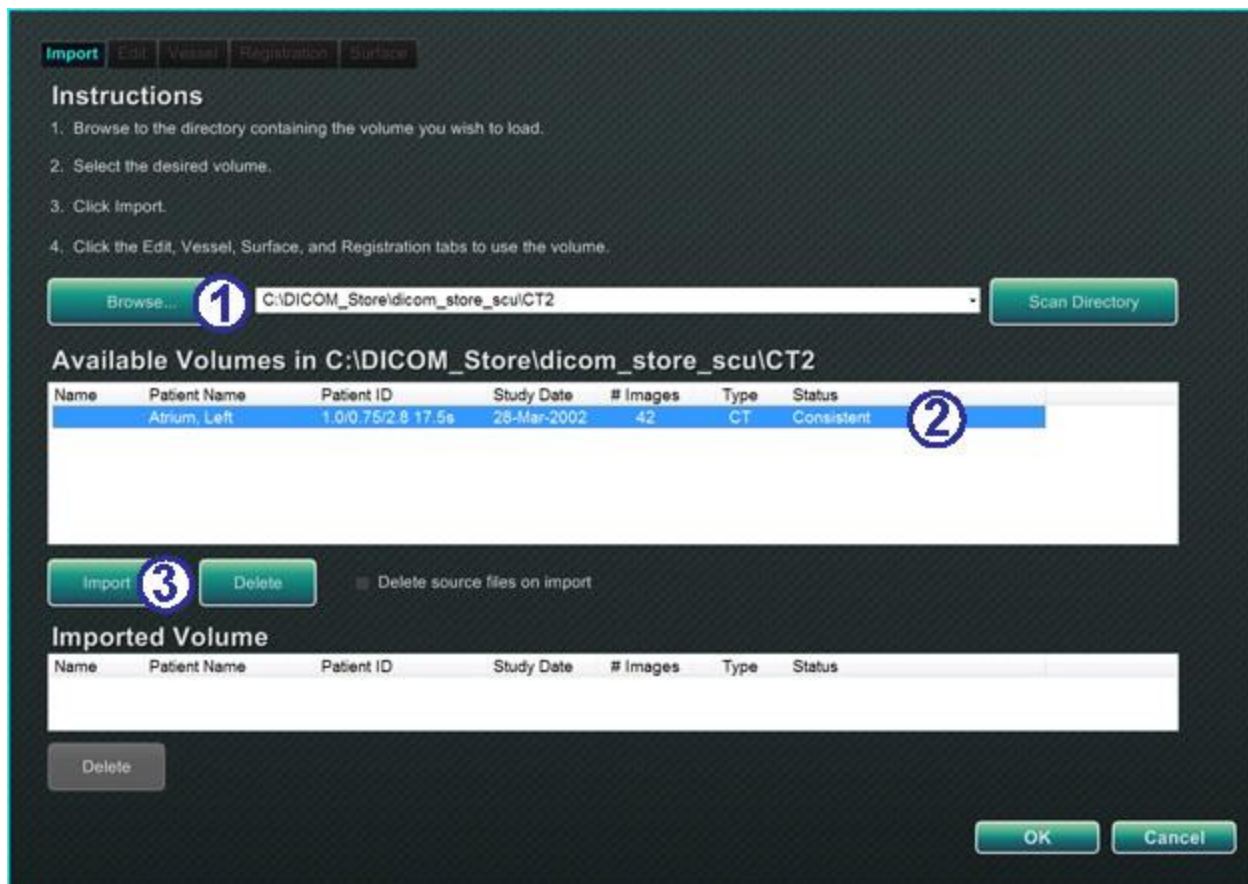 Import Edit Vessel Registration Surface
Instructions
1. Browse to the directory containing the volume you wish to load.
2. Select the desired volume.
3. Click Import.
4. Click the Edit, Vessel, Surface, and Registration tabs to use the volume.
Browse... 1 C:\DICOM_Store\dicom_store_scu\CT2 Scan Directory
Available Volumes in C:\DICOM_Store\dicom_store_scu\CT2
Name Patient Name Patient ID Study Date # Images Type Status
Atrium, Left 1.0/0.75/2.8 17.5s 28-Mar-2002 42 CT Consistent 2
Import 3 Delete Delete source files on import
Imported Volume
Name Patient Name Patient ID Study Date # Images Type Status
Delete
OK Cancel